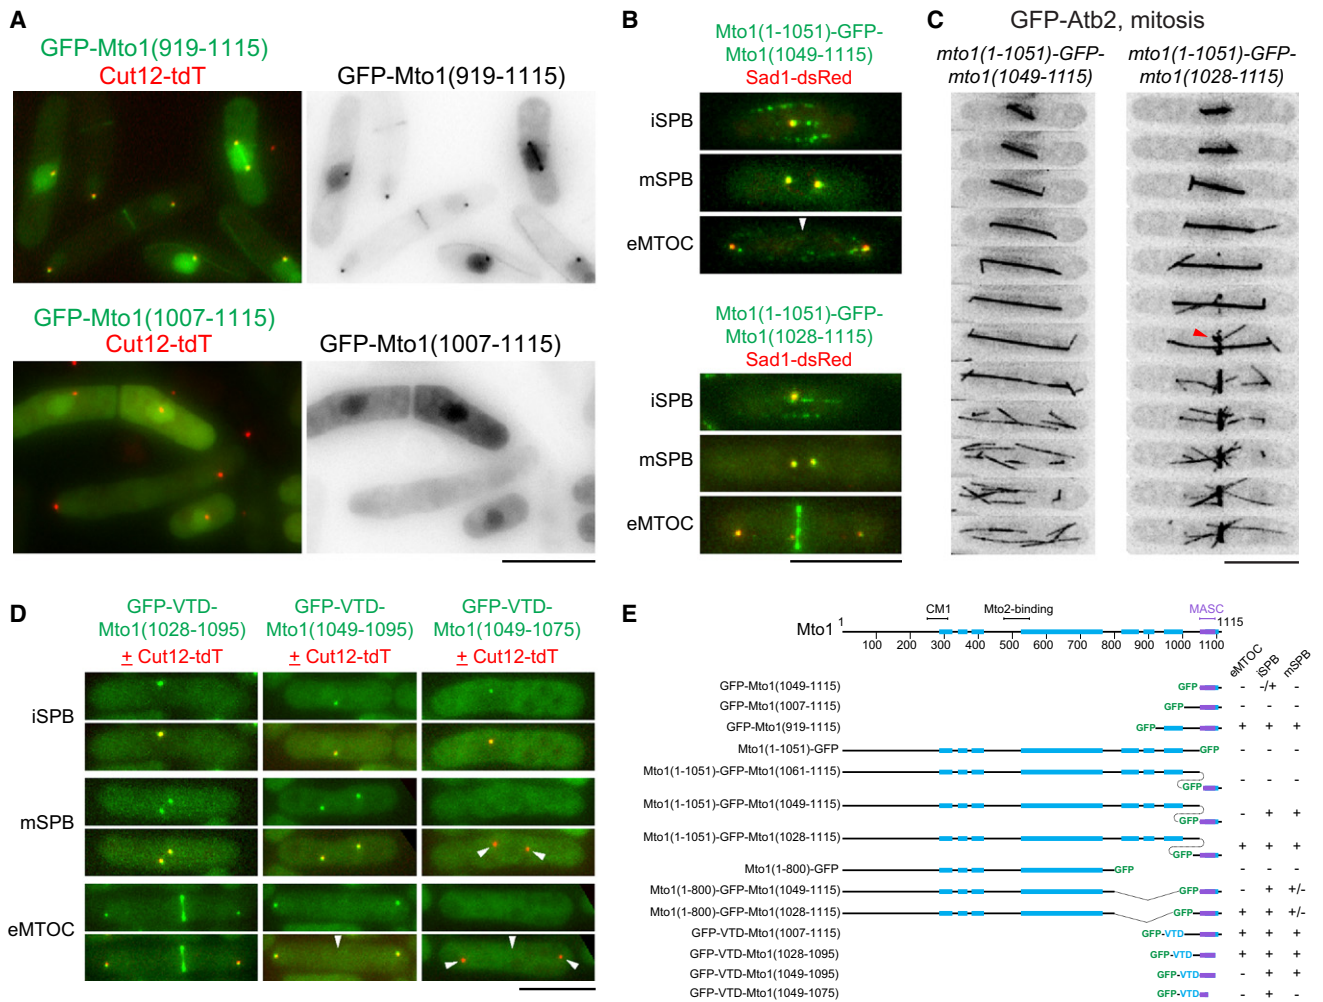 A
GFP-Mto1(919-1115)
Cut12-tdT
GFP-Mto1(919-1115)
GFP-Mto1(1007-1115)
Cut12-tdT
GFP-Mto1(1007-1115)
B
Mto1(1-1051)-GFP-
Mto1(1049-1115)
Sad1-dsRed
iSPB
mSPB
eMTOC
Mto1(1-1051)-GFP-
Mto1(1028-1115)
Sad1-dsRed
iSPB
mSPB
eMTOC
C
GFP-Atb2, mitosis
mto1(1-1051)-GFP-
mto1(1049-1115)
mto1(1-1051)-GFP-
mto1(1028-1115)
D
GFP-VTD-
Mto1(1028-1095)
± Cut12-tdT
GFP-VTD-
Mto1(1049-1095)
± Cut12-tdT
GFP-VTD-
Mto1(1049-1075)
± Cut12-tdT
iSPB
mSPB
eMTOC
E
CM1 Mto2-binding MASC
Mto1 1 1115
100 200 300 400 500 600 700 800 900 1000 1100
eMTOC iSPB mSPB
GFP-Mto1(1049-1115) GFP - -/+ -
GFP-Mto1(1007-1115) GFP - - -
GFP-Mto1(919-1115) GFP + + +
Mto1(1-1051)-GFP GFP - - -
Mto1(1-1051)-GFP-Mto1(1061-1115) GFP - - -
Mto1(1-1051)-GFP-Mto1(1049-1115) GFP - + +
Mto1(1-1051)-GFP-Mto1(1028-1115) GFP + + +
Mto1(1-800)-GFP GFP - - -
Mto1(1-800)-GFP-Mto1(1049-1115) GFP - + +/-
Mto1(1-800)-GFP-Mto1(1028-1115) GFP + + +/-
GFP-VTD-Mto1(1007-1115) GFP-VTD + + +
GFP-VTD-Mto1(1028-1095) GFP-VTD + + +
GFP-VTD-Mto1(1049-1095) GFP-VTD - + +
GFP-VTD-Mto1(1049-1075) GFP-VTD - + -